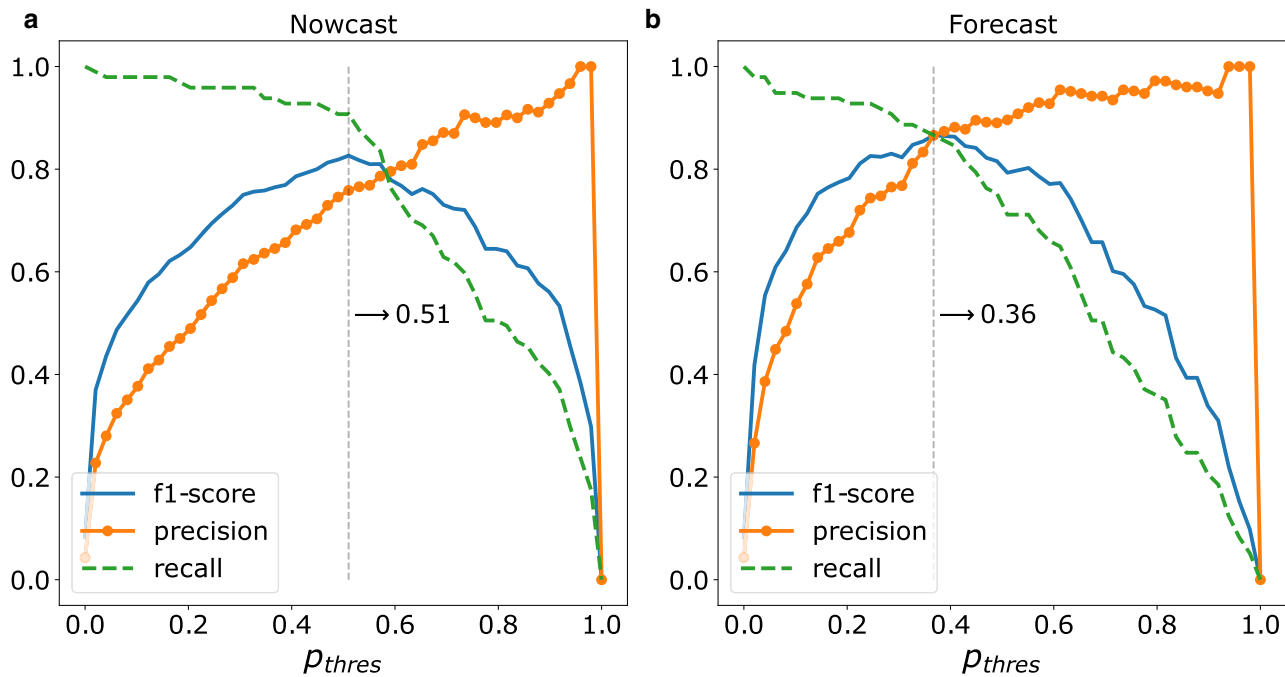 a
Nowcast
1.0
0.8
0.6
0.4
0.2
0.0
→ 0.51
f1-score
precision
recall
0.0 0.2 0.4 0.6 0.8 1.0
p_thres
b
Forecast
1.0
0.8
0.6
0.4
0.2
0.0
→ 0.36
f1-score
precision
recall
0.0 0.2 0.4 0.6 0.8 1.0
p_thres